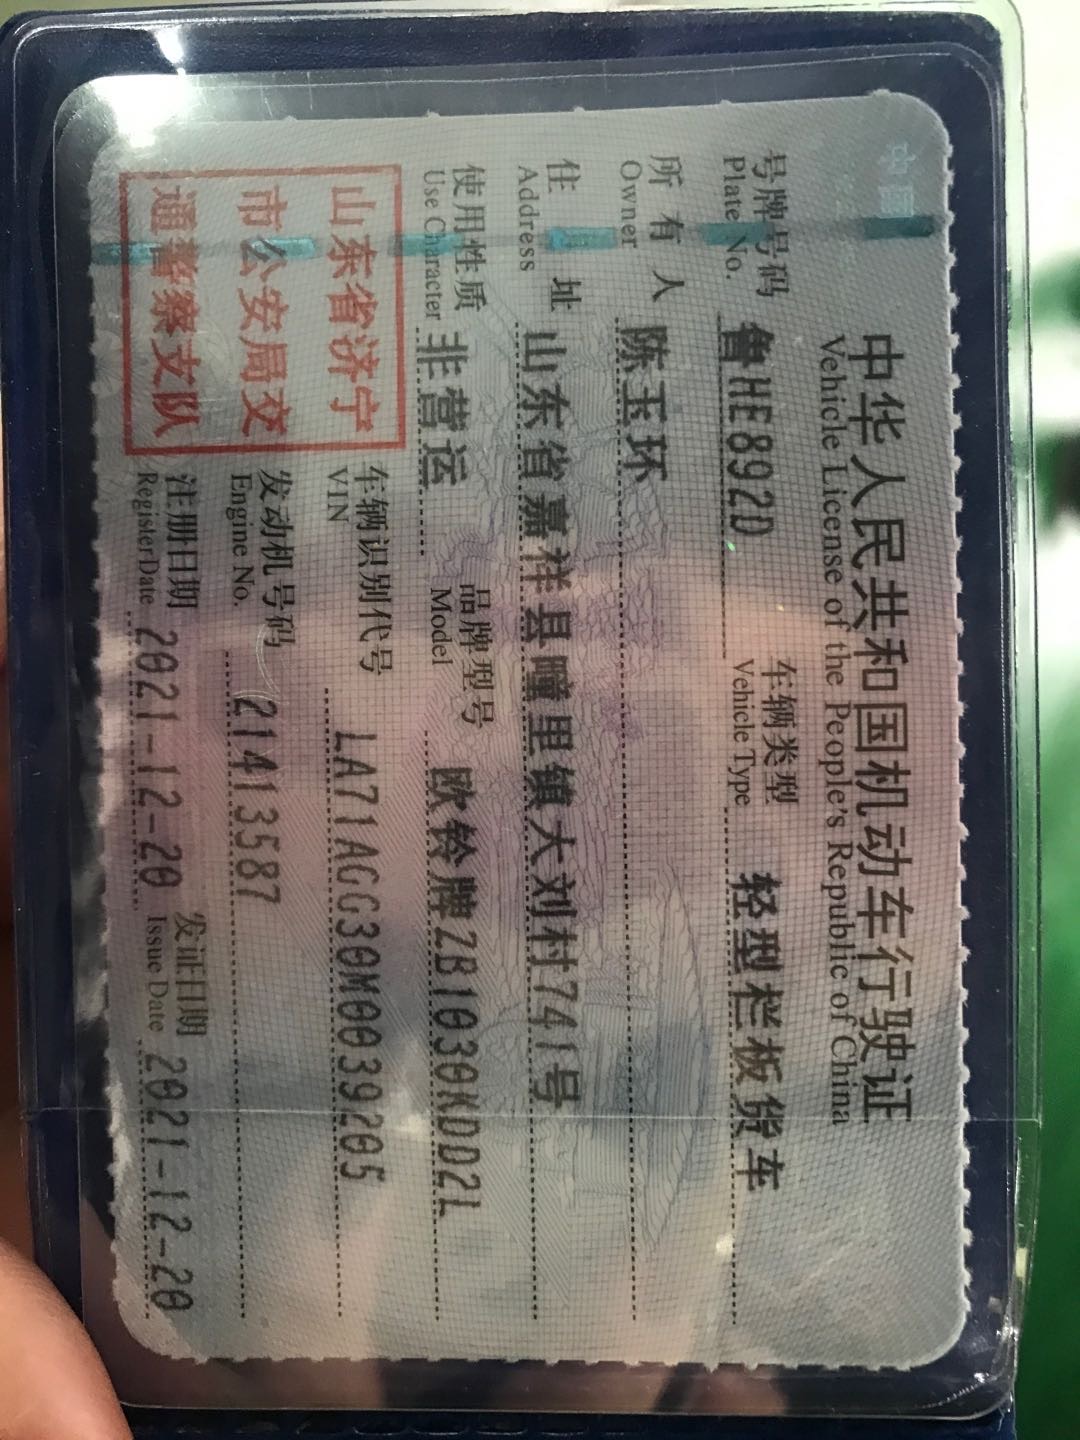 中华人民共和国机动车行驶证
Vehicle License of the People's Republic of China
号牌号码 鲁HE892D 车辆类型 轻型栏板货车
Plate No. Vehicle Type
所有人 陈玉环
Owner
住址 山东省嘉祥县疃里镇大刘村741号
Address
使用性质 非营运 品牌型号 欧铃牌ZB1030KDD2L
Use Character Model
山东省济宁
市公安局交
通警察支队
车辆识别代号 LA71AGG30M0039205
VIN
发动机号码 21413587
Engine No.
注册日期 2021-12-20 发证日期 2021-12-20
Register Date Issue Date